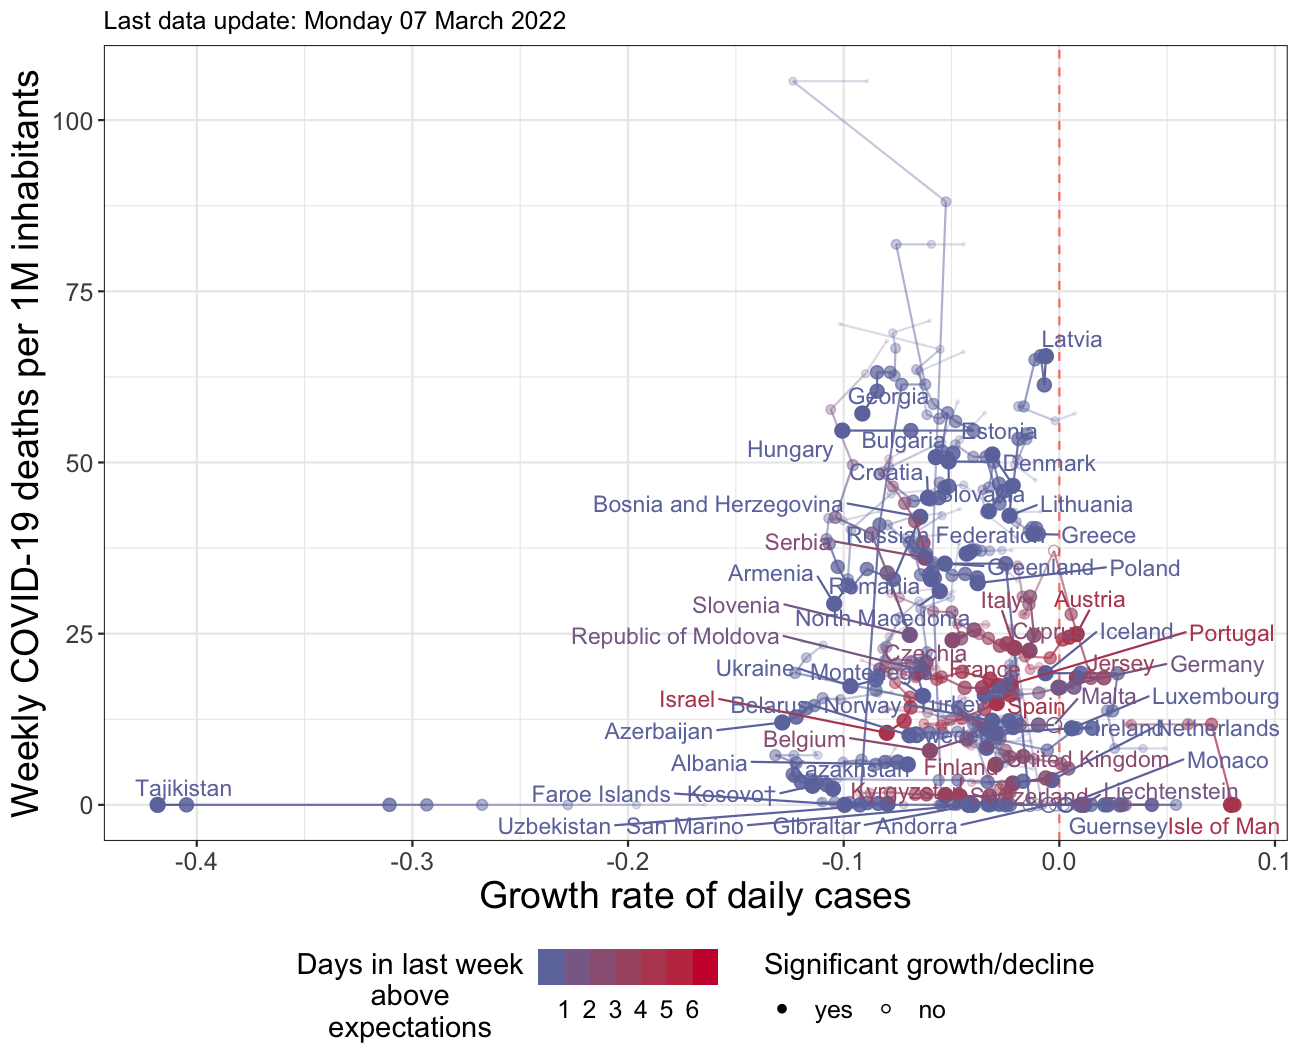 Last data update: Monday 07 March 2022
Weekly COVID-19 deaths per 1M inhabitants
100
75
50
25
0
Latvia
Georgia
Hungary
Bulgaria
Estonia
Croatia
Denmark
Slovakia
Bosnia and Herzegovina
Lithuania
Serbia
Russian Federation
Greece
Armenia
Romania
Greenland
Poland
Slovenia
North Macedonia
Italy
Austria
Republic of Moldova
Cyprus
Iceland
Portugal
Czechia
Ukraine
Montenegro
France
Jersey
Germany
Israel
Belarus
Norway
Turkey
Spain
Malta
Luxembourg
Azerbaijan
Belgium
Sweden
Ireland
Netherlands
Albania
Kazakhstan
Finland
United Kingdom
Monaco
Tajikistan
Faroe Islands
Kosovo†
Kyrgyzstan
Switzerland
Liechtenstein
Uzbekistan
San Marino
Gibraltar
Andorra
Guernsey
Isle of Man
-0.4
-0.3
-0.2
-0.1
0.0
0.1
Growth rate of daily cases
Days in last week
above
expectations
1 2 3 4 5 6
Significant growth/decline
yes
no